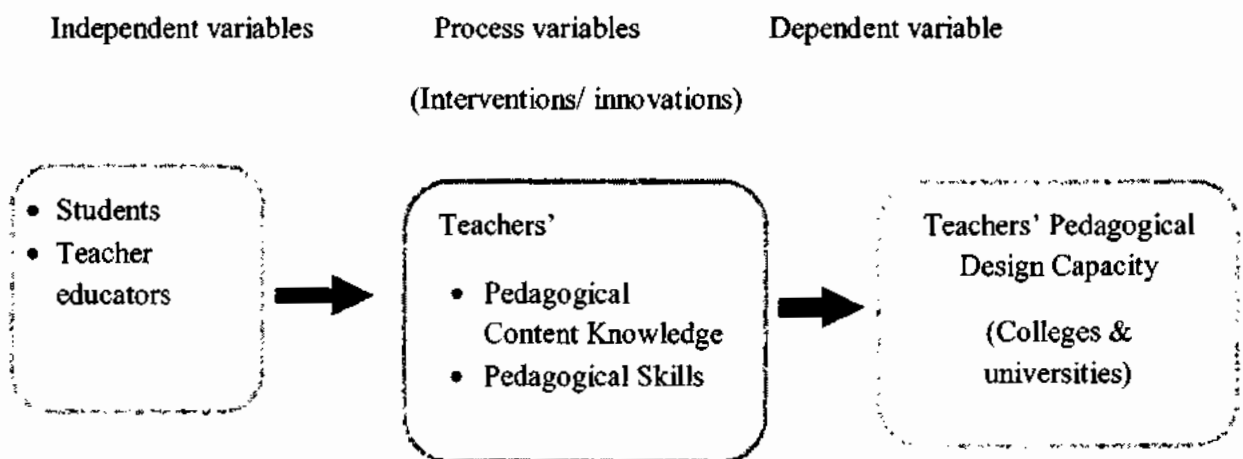 Independent variables
Process variables
Dependent variable
(Interventions/ innovations)
• Students
• Teacher
educators
Teachers'
• Pedagogical
Content Knowledge
• Pedagogical Skills
Teachers' Pedagogical
Design Capacity
(Colleges &
universities)